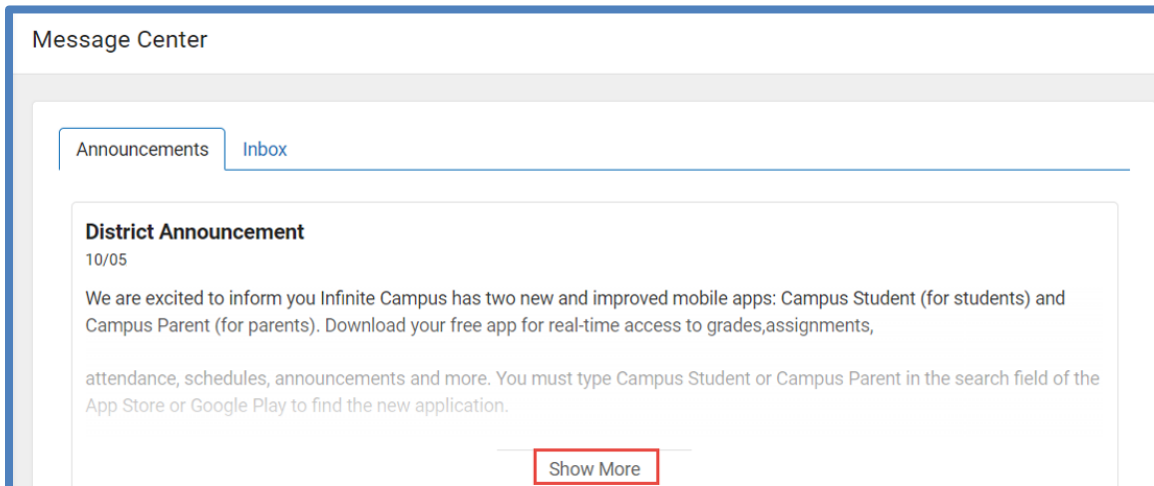 Message Center
Announcements
Inbox
District Announcement
10/05
We are excited to inform you Infinite Campus has two new and improved mobile apps: Campus Student (for students) and
Campus Parent (for parents). Download your free app for real-time access to grades,assignments,
attendance, schedules, announcements and more. You must type Campus Student or Campus Parent in the search field of the
App Store or Google Play to find the new application.
Show More